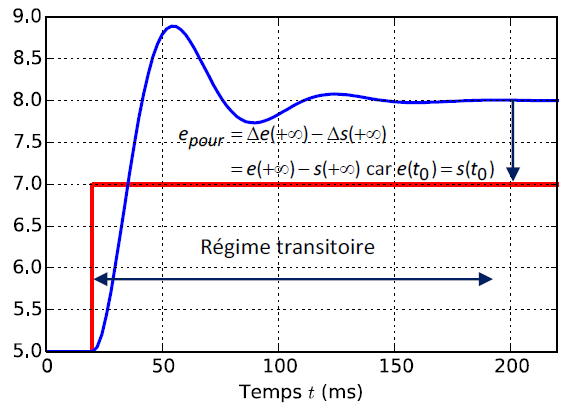 9.0
8.5
8.0
7.5
7.0
6.5
6.0
5.5
5.0
e_pour = Δe(+∞) − Δs(+∞)
= e(+∞) − s(+∞) car e(t₀) = s(t₀)
Régime transitoire
0 50 100 150 200
Temps t (ms)